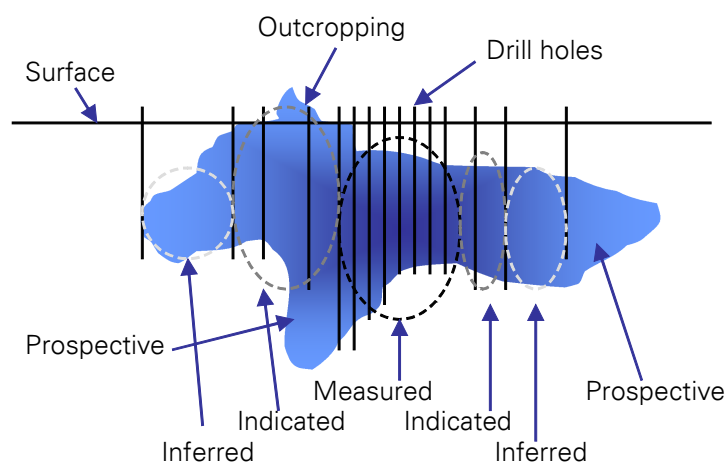 Outcropping
Drill holes
Surface
Prospective
Measured
Prospective
Indicated
Indicated
Inferred
Inferred